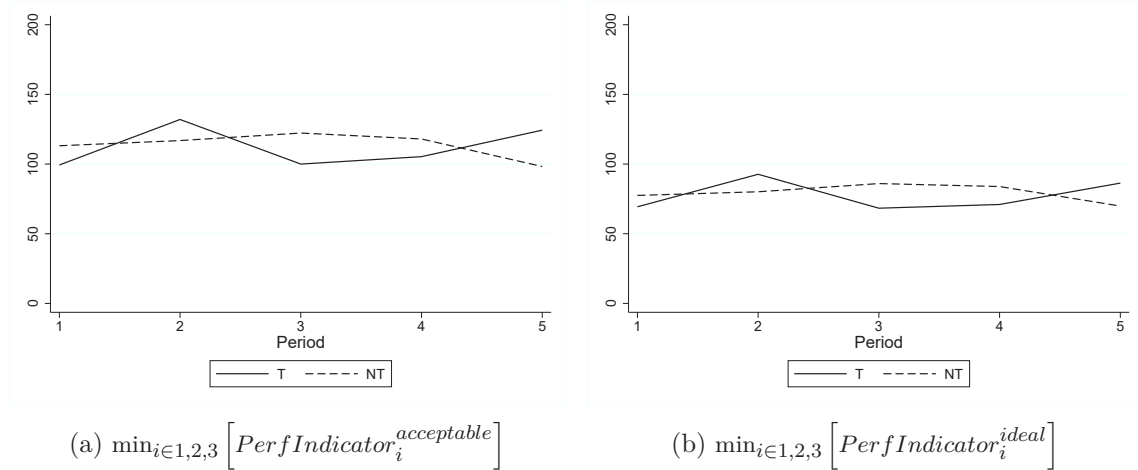 200
150
100
50
0
1 2 3 4 5
Period
T NT
(a) min_{i∈1,2,3} [PerfIndicator_i^{acceptable}]
200
150
100
50
0
1 2 3 4 5
Period
T NT
(b) min_{i∈1,2,3} [PerfIndicator_i^{ideal}]